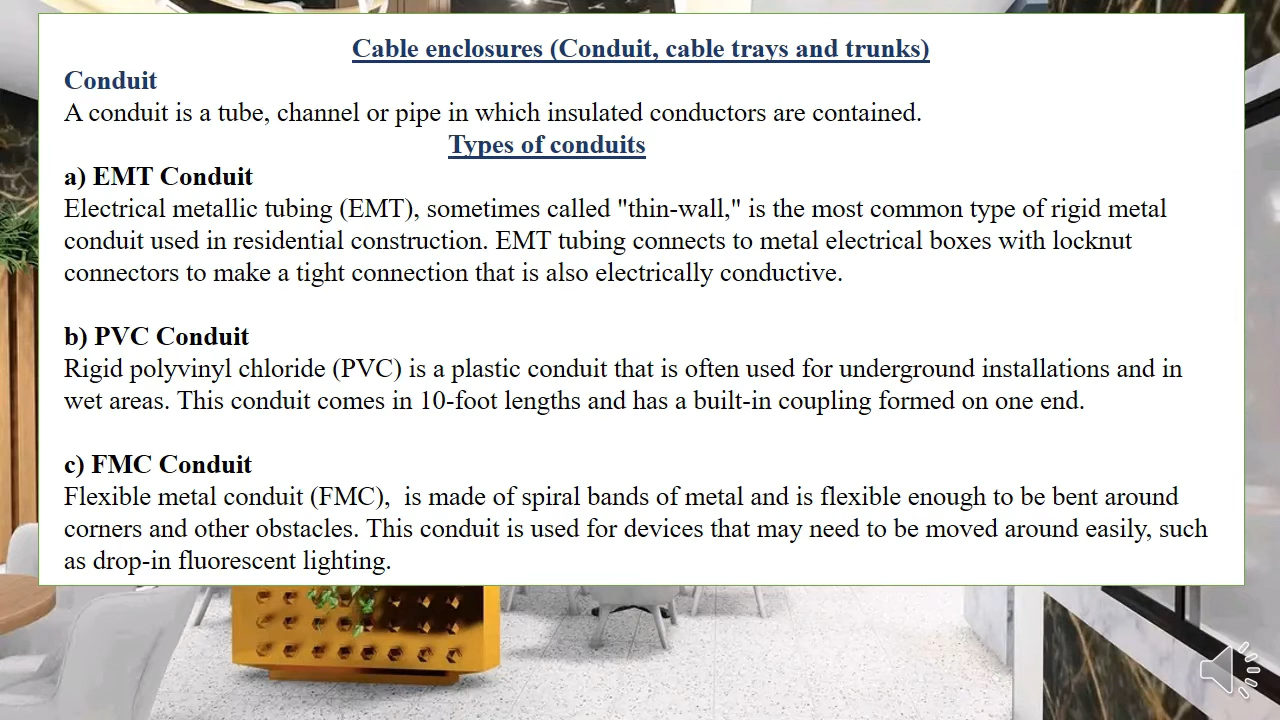 Cable enclosures (Conduit, cable trays and trunks)
Conduit
A conduit is a tube, channel or pipe in which insulated conductors are contained.
Types of conduits
a) EMT Conduit
Electrical metallic tubing (EMT), sometimes called "thin-wall," is the most common type of rigid metal
conduit used in residential construction. EMT tubing connects to metal electrical boxes with locknut
connectors to make a tight connection that is also electrically conductive.
b) PVC Conduit
Rigid polyvinyl chloride (PVC) is a plastic conduit that is often used for underground installations and in
wet areas. This conduit comes in 10-foot lengths and has a built-in coupling formed on one end.
c) FMC Conduit
Flexible metal conduit (FMC),  is made of spiral bands of metal and is flexible enough to be bent around
corners and other obstacles. This conduit is used for devices that may need to be moved around easily, such
as drop-in fluorescent lighting.